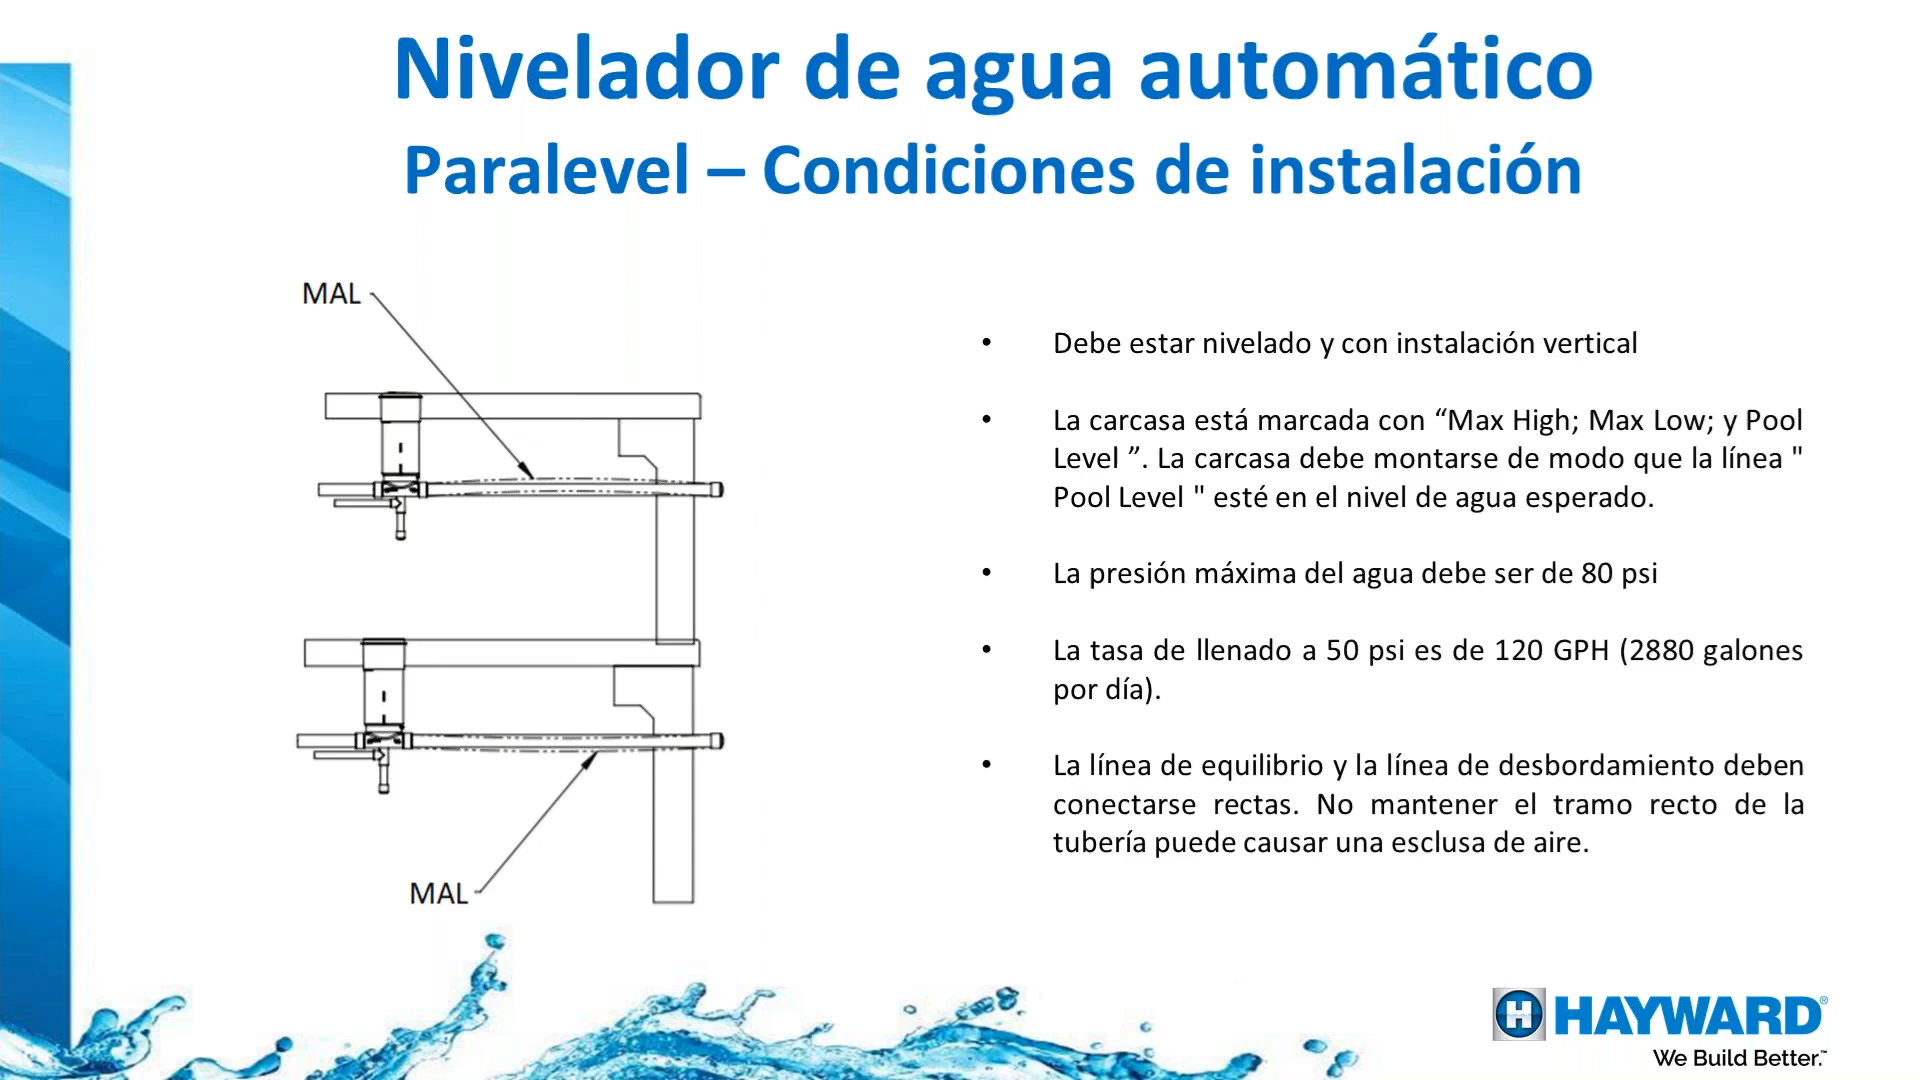 Nivelador de agua automático
Paralevel – Condiciones de instalación
MAL
MAL
• Debe estar nivelado y con instalación vertical
• La carcasa está marcada con “Max High; Max Low; y Pool
Level ”. La carcasa debe montarse de modo que la línea "
Pool Level " esté en el nivel de agua esperado.
• La presión máxima del agua debe ser de 80 psi
• La tasa de llenado a 50 psi es de 120 GPH (2880 galones
por día).
• La línea de equilibrio y la línea de desbordamiento deben
conectarse rectas. No mantener el tramo recto de la
tubería puede causar una esclusa de aire.
H HAYWARD®
We Build Better.™